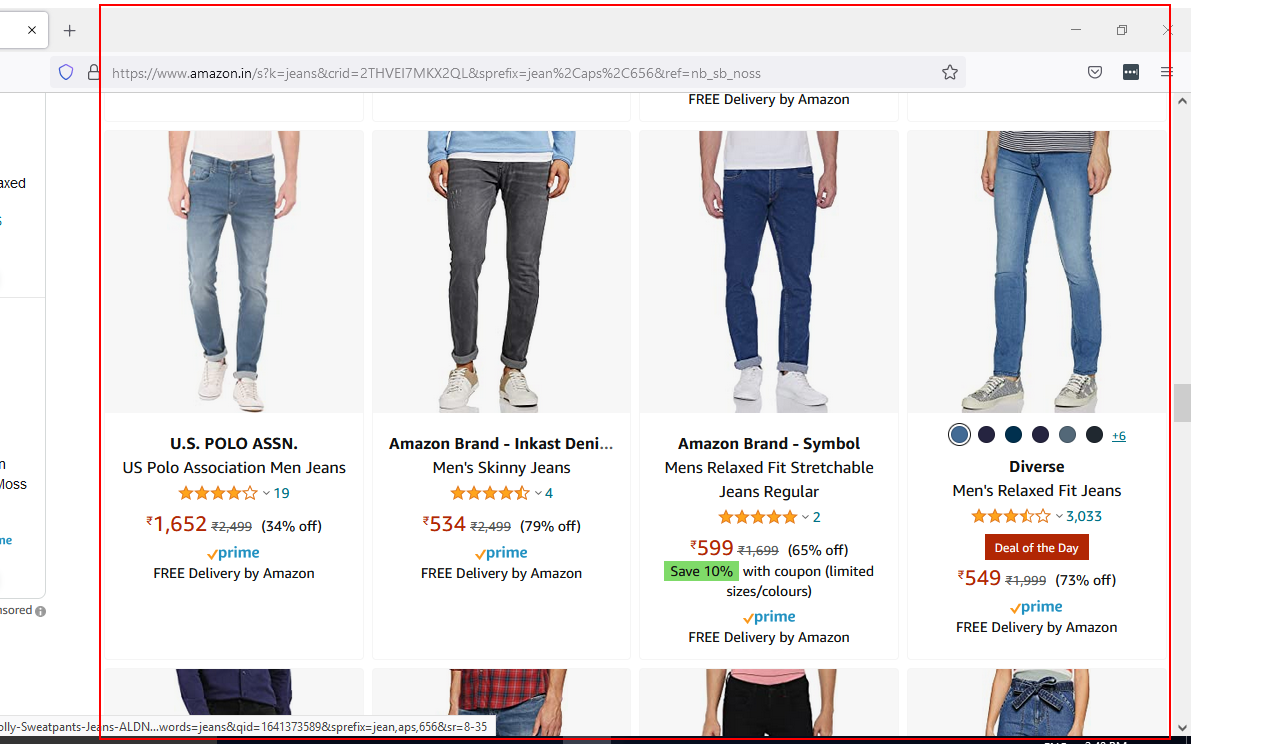 https://www.amazon.in/s?k=jeans&crid=2THVEI7MKX2QL&sprefix=jean%2Caps%2C656&ref=nb_sb_noss
FREE Delivery by Amazon
axed
U.S. POLO ASSN.
US Polo Association Men Jeans
19
₹1,652 ₹2,499 (34% off)
prime
FREE Delivery by Amazon
Amazon Brand - Inkast Deni...
Men's Skinny Jeans
4
₹534 ₹2,499 (79% off)
prime
FREE Delivery by Amazon
Amazon Brand - Symbol
Mens Relaxed Fit Stretchable
Jeans Regular
2
₹599 ₹1,699 (65% off)
Save 10% with coupon (limited
sizes/colours)
prime
FREE Delivery by Amazon
+6
Diverse
Men's Relaxed Fit Jeans
3,033
Deal of the Day
₹549 ₹1,999 (73% off)
prime
FREE Delivery by Amazon
n
Moss
me
nsored
olly-Sweatpants-Jeans-ALDN...words=jeans&qid=1641373589&sprefix=jean,aps,656&sr=8-35